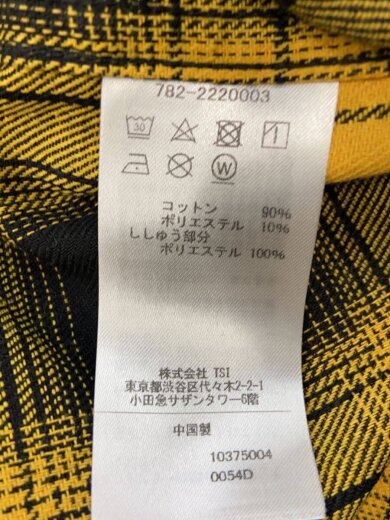 782-2220003
30
W
コットン 90%
ポリエステル 10%
ししゅう部分
ポリエステル 100%
株式会社 TSI
東京都渋谷区代々木2-2-1
小田急サザンタワー6階
中国製
10375004
0054D